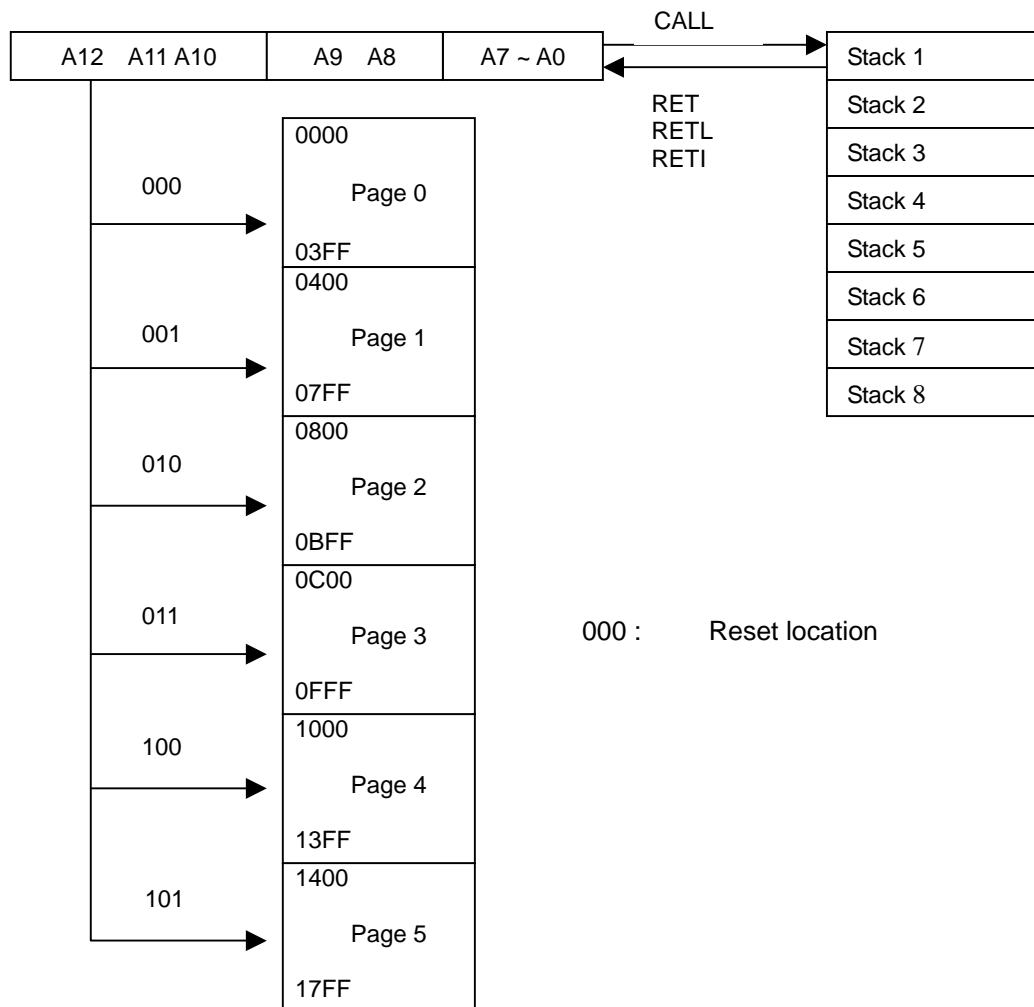 CALL
A12 A11 A10 A9 A8 A7 ~ A0
Stack 1
Stack 2
Stack 3
Stack 4
Stack 5
Stack 6
Stack 7
Stack 8
RET
RETL
RETI
000
0000
Page 0
03FF
001
0400
Page 1
07FF
010
0800
Page 2
0BFF
011
0C00
Page 3
0FFF
000 : Reset location
100
1000
Page 4
13FF
101
1400
Page 5
17FF